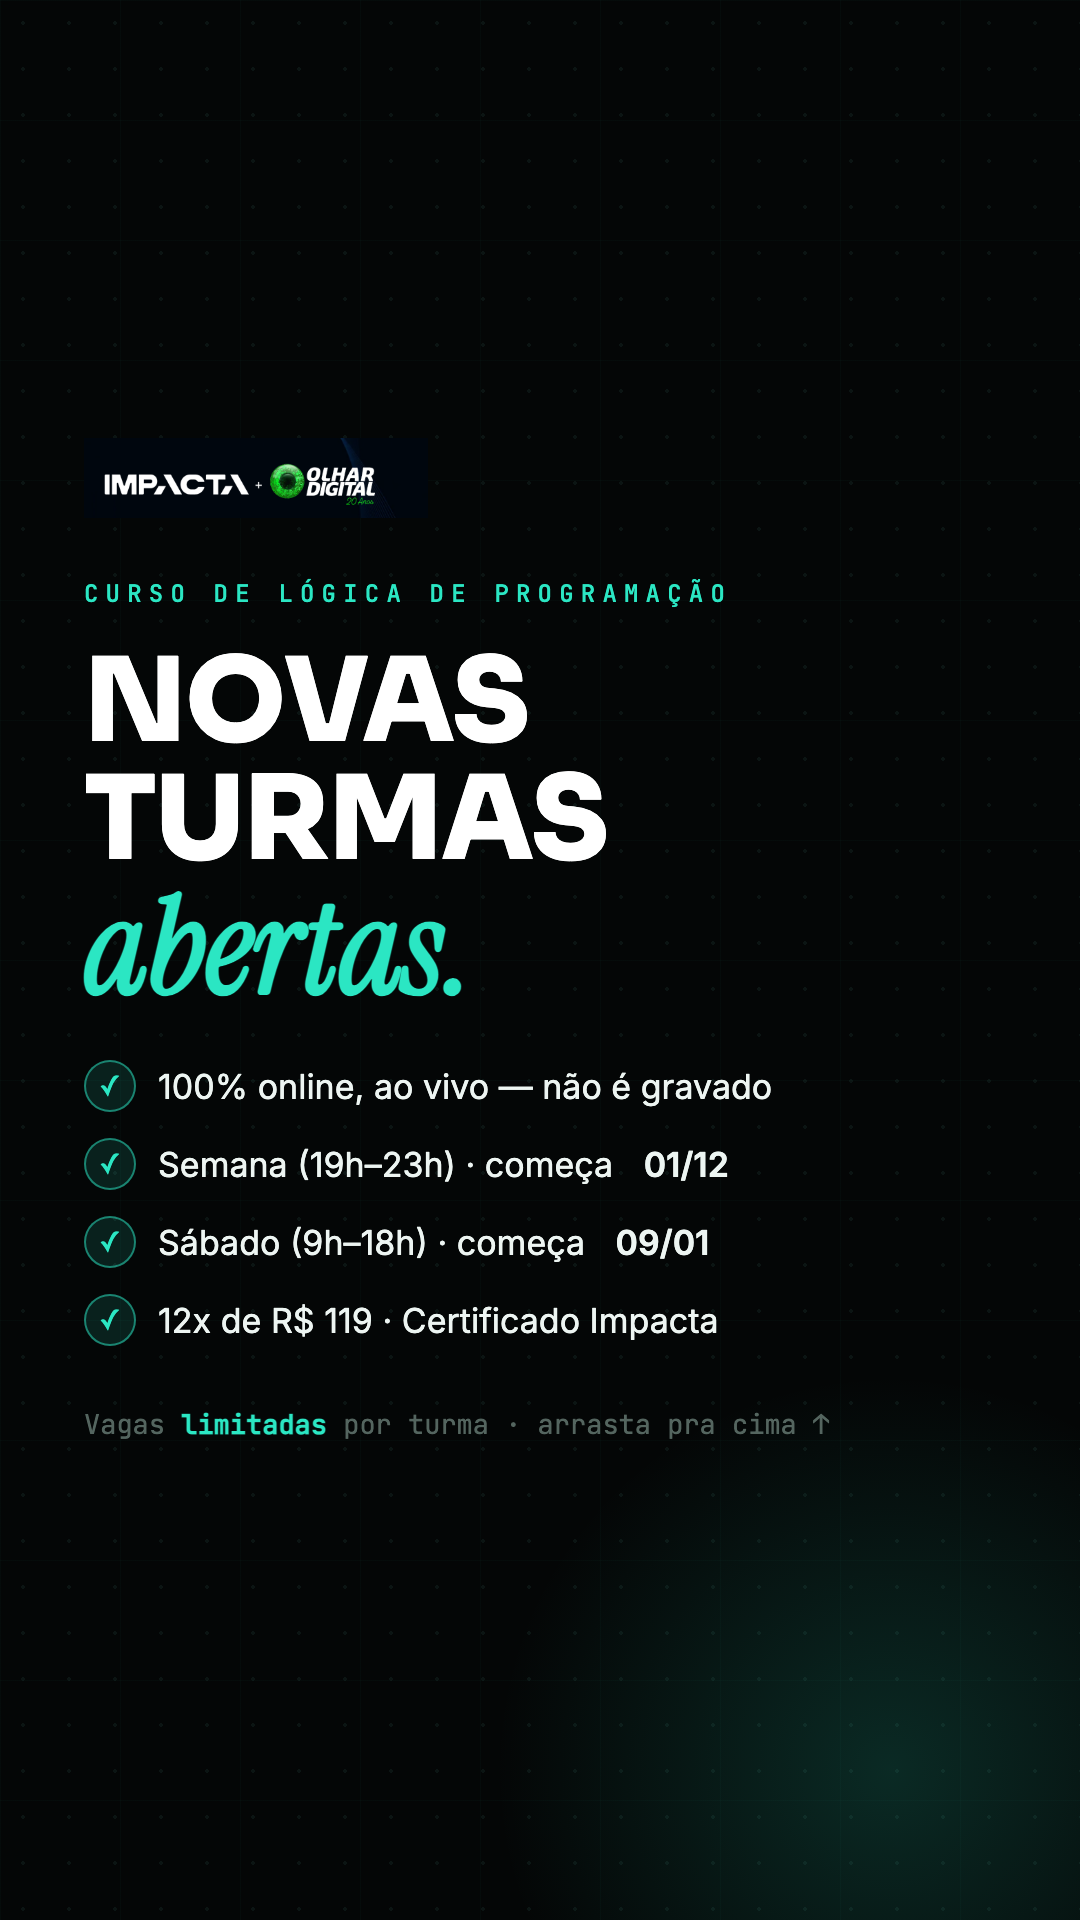 IMPACTA + OLHAR DIGITAL 20 Anos
CURSO DE LÓGICA DE PROGRAMAÇÃO
NOVAS
TURMAS
abertas.
100% online, ao vivo — não é gravado
Semana (19h–23h) · começa 01/12
Sábado (9h–18h) · começa 09/01
12x de R$ 119 · Certificado Impacta
Vagas limitadas por turma · arrasta pra cima ↑